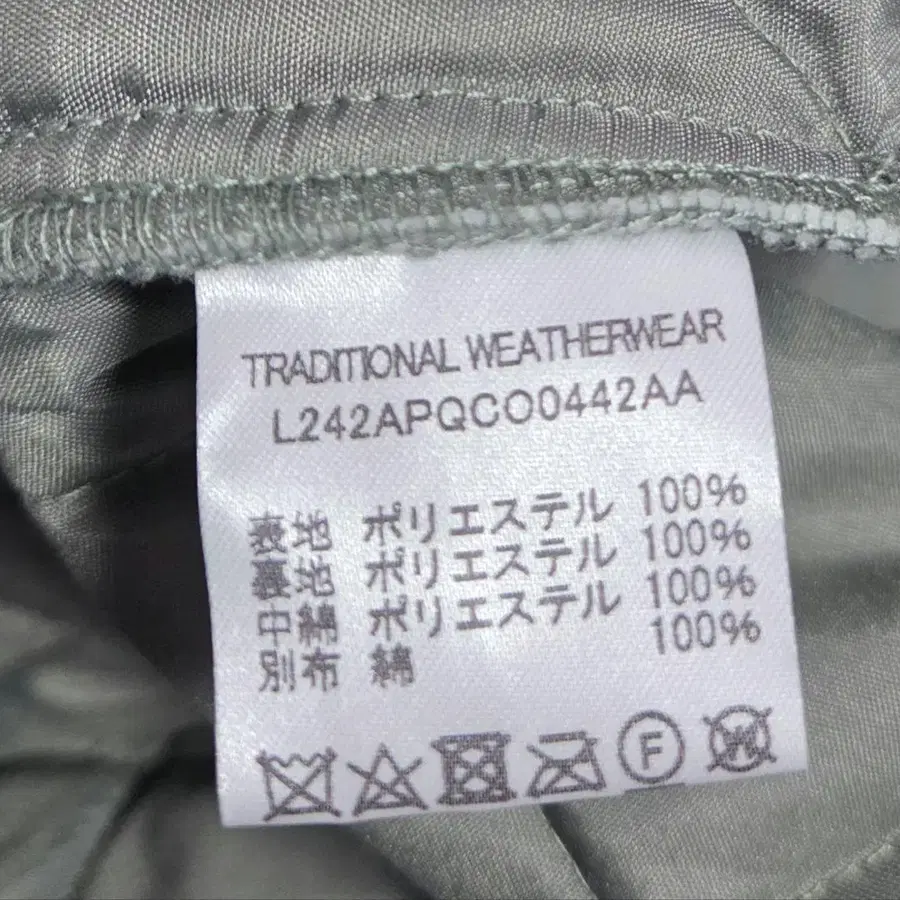 TRADITIONAL WEATHERWEAR
L242APQCO0442AA
表地 ポリエステル 100%
裏地 ポリエステル 100%
中綿 ポリエステル 100%
別布 綿 100%
F
W